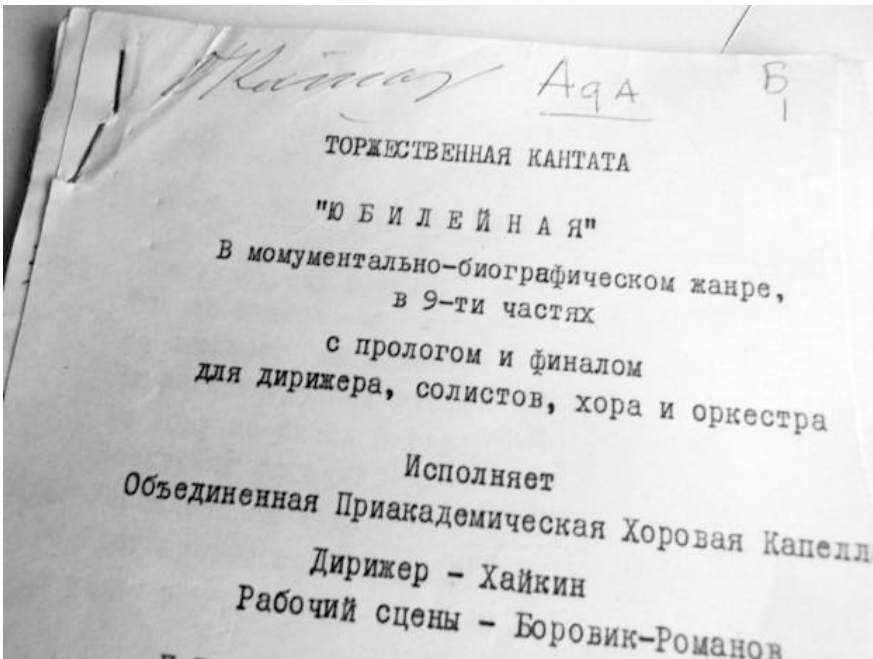 АдА Б
1
ТОРЖЕСТВЕННАЯ КАНТАТА
"Ю Б И Л Е Й Н А Я"
В момументально-биографическом жанре,
в 9-ти частях
с прологом и финалом
для дирижера, солистов, хора и оркестра
Исполняет
Объединенная Приакадемическая Хоровая Капелл
Дирижер - Хайкин
Рабочий сцены - Боровик-Романов